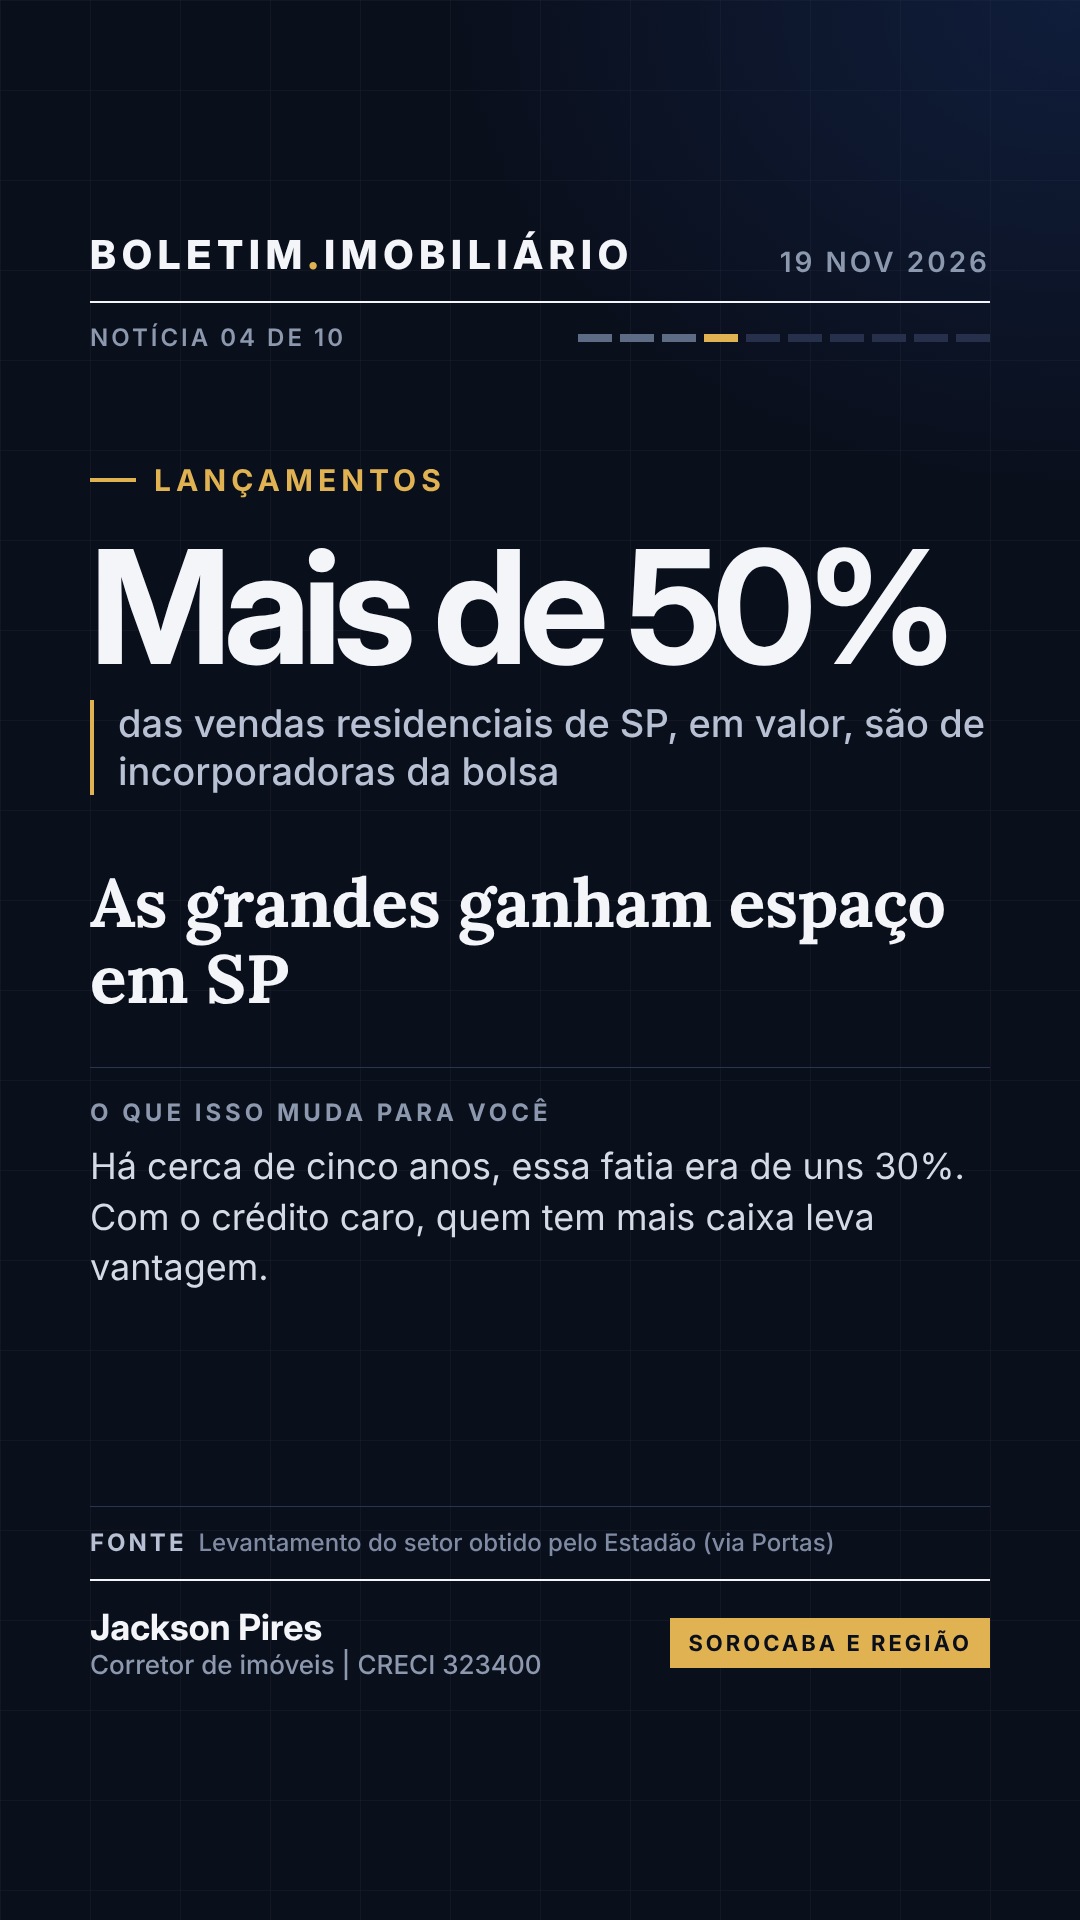 BOLETIM.IMOBILIÁRIO
19 NOV 2026
NOTÍCIA 04 DE 10
LANÇAMENTOS
Mais de 50%
das vendas residenciais de SP, em valor, são de
incorporadoras da bolsa
As grandes ganham espaço
em SP
O QUE ISSO MUDA PARA VOCÊ
Há cerca de cinco anos, essa fatia era de uns 30%.
Com o crédito caro, quem tem mais caixa leva
vantagem.
FONTE Levantamento do setor obtido pelo Estadão (via Portas)
Jackson Pires
Corretor de imóveis | CRECI 323400
SOROCABA E REGIÃO